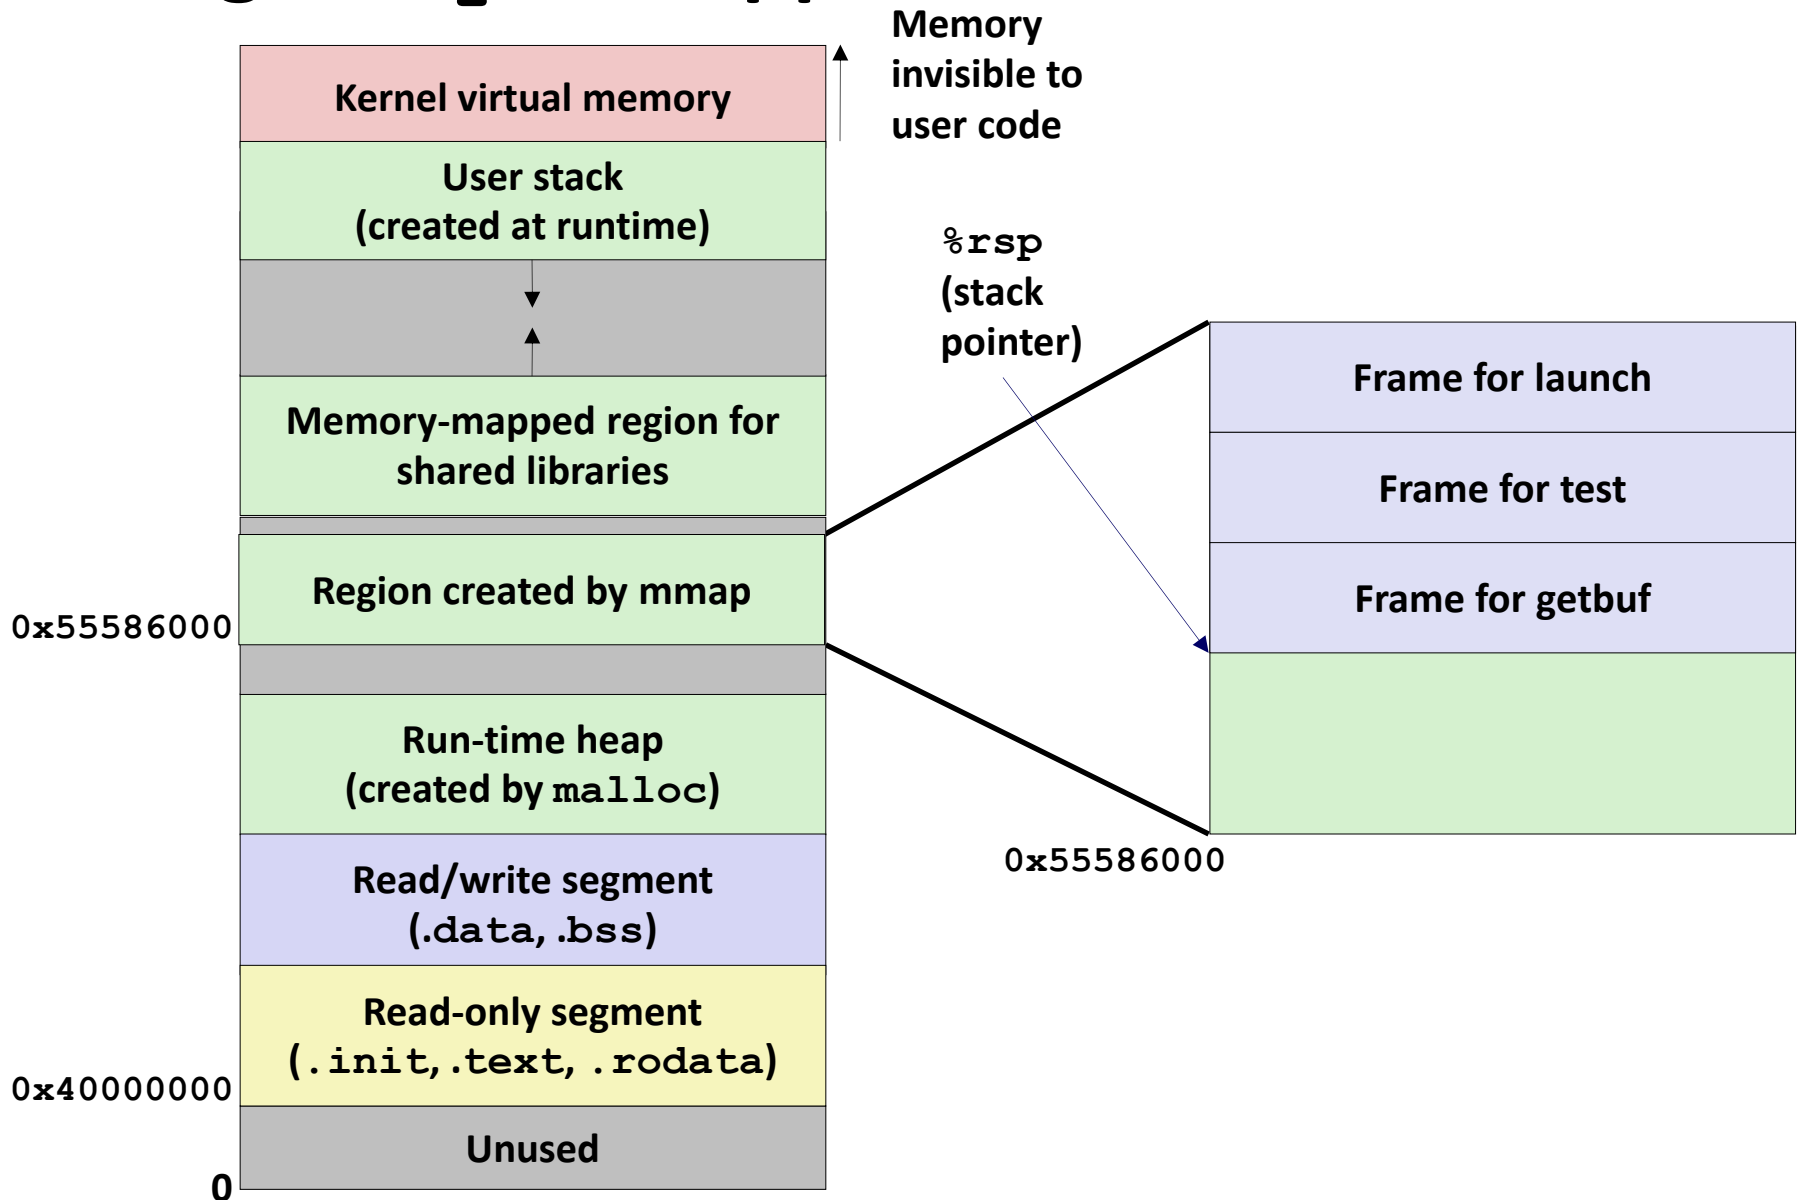 Memory
invisible to
user code
Kernel virtual memory
User stack
(created at runtime)
%rsp
(stack
pointer)
Memory-mapped region for
shared libraries
Region created by mmap
0x55586000
Run-time heap
(created by malloc)
Read/write segment
(.data, .bss)
Read-only segment
(.init, .text, .rodata)
0x40000000
Unused
0
Frame for launch
Frame for test
Frame for getbuf
0x55586000